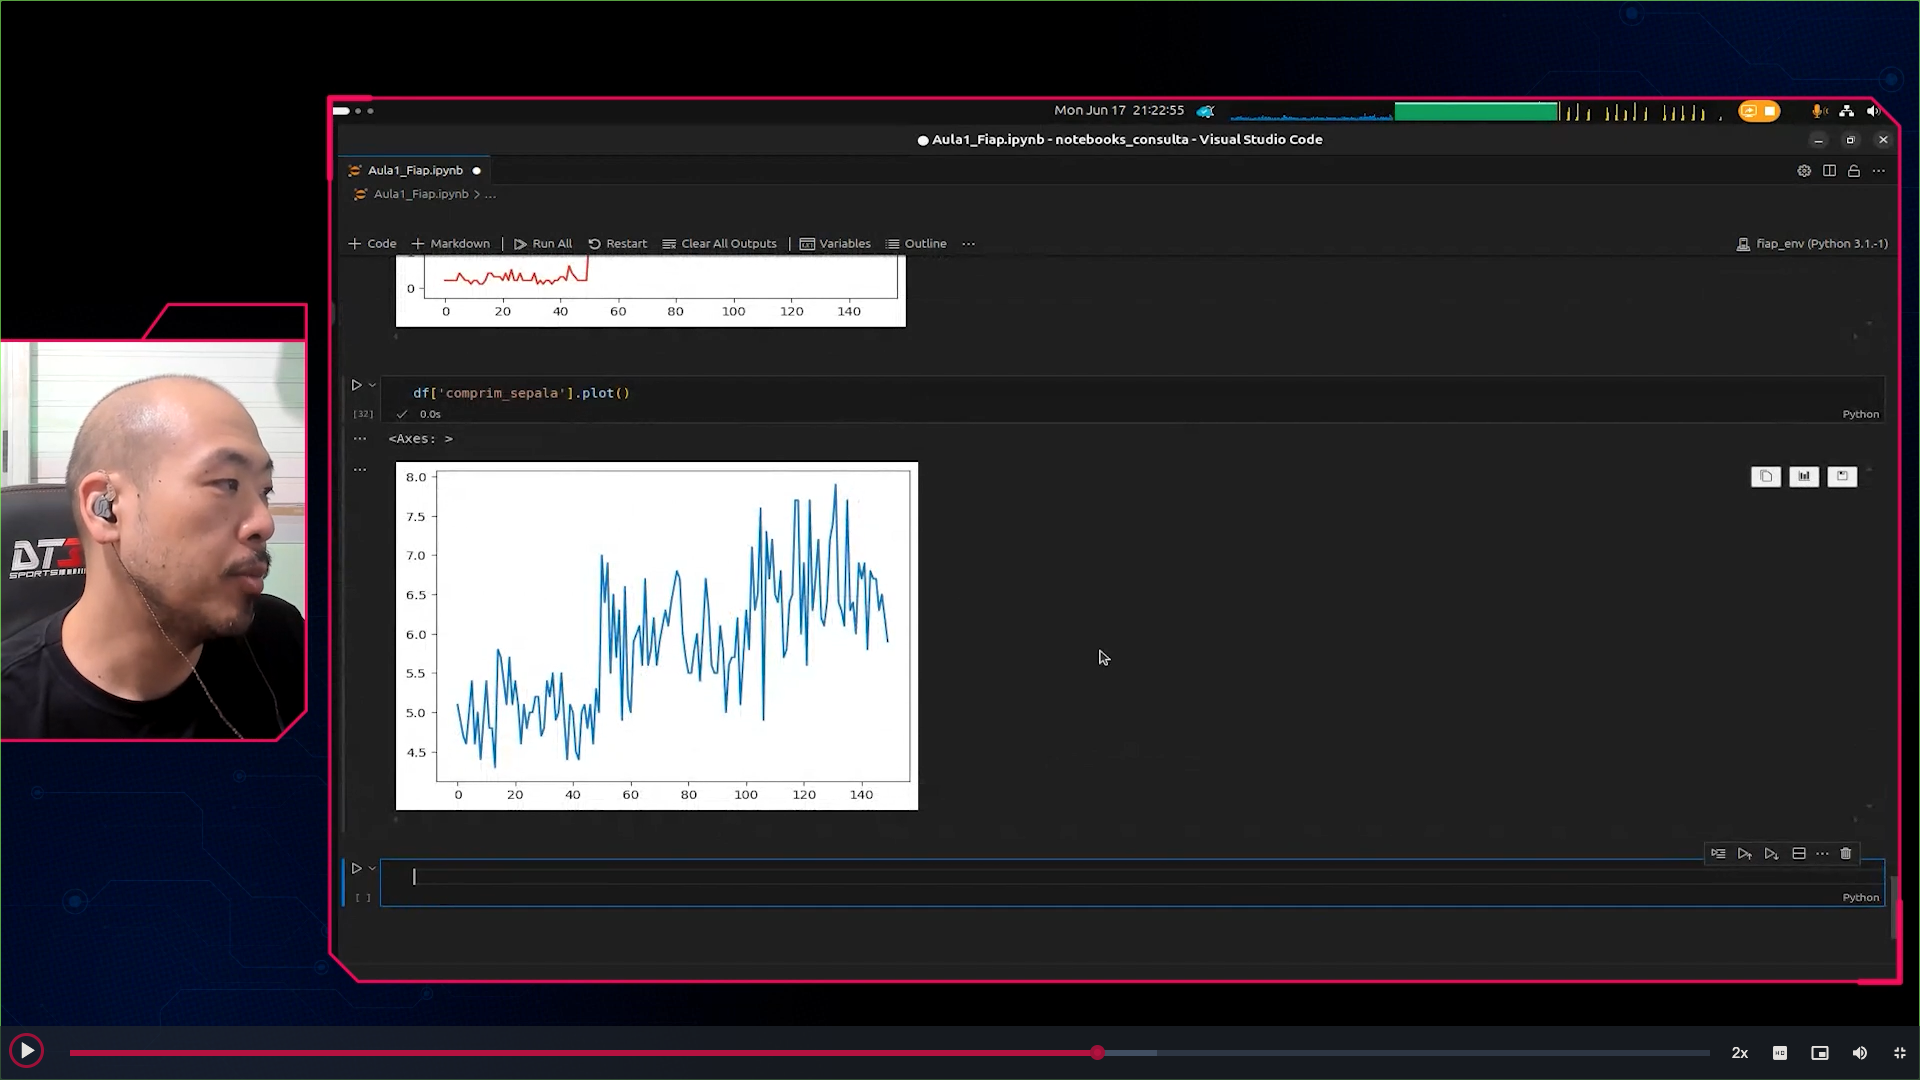 Mon Jun 17 21:22:55
Aula1_Fiap.ipynb - notebooks_consulta - Visual Studio Code
Aula1_Fiap.ipynb
Aula1_Fiap.ipynb > ...
+ Code + Markdown | Run All Restart Clear All Outputs | Variables Outline ...
fiap_env (Python 3.1.-1)
0
0 20 40 60 80 100 120 140
df['comprim_sepala'].plot()
[32] ✓ 0.0s
Python
<Axes: >
8.0
7.5
7.0
6.5
6.0
5.5
5.0
4.5
0 20 40 60 80 100 120 140
[ ]
Python
DT3
SPORTS
2x
HD